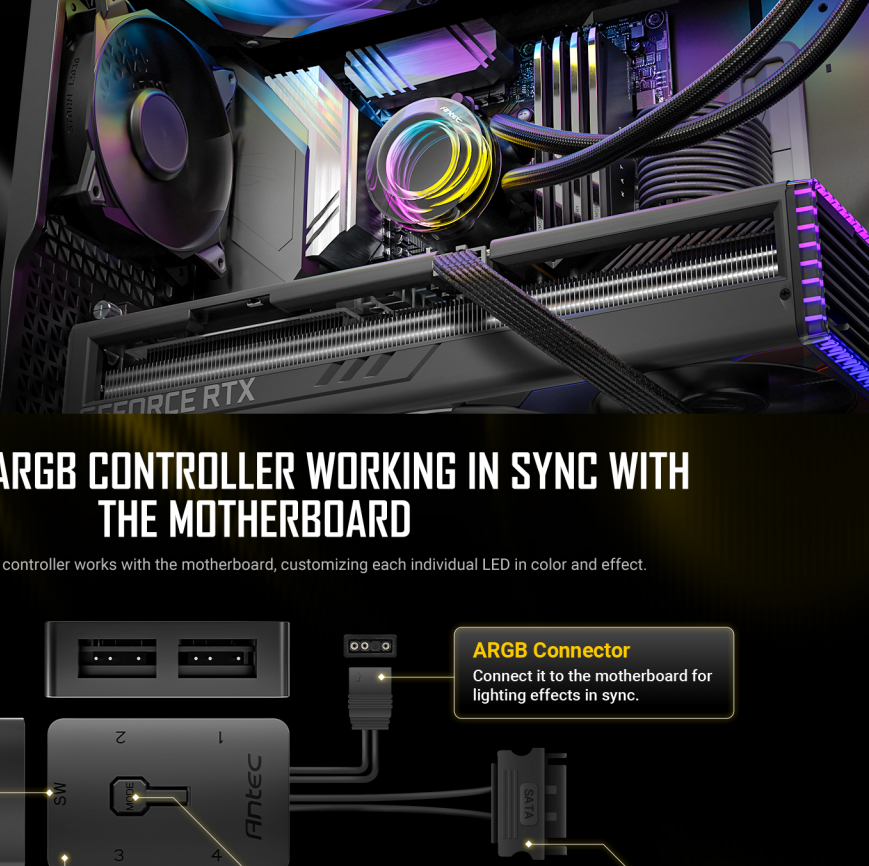 Antec
GEFORCE RTX
ARGB CONTROLLER WORKING IN SYNC WITH
THE MOTHERBOARD
controller works with the motherboard, customizing each individual LED in color and effect.
ARGB Connector
Connect it to the motherboard for
lighting effects in sync.
2
1
SW
MODE
Antec
SATA
3
4